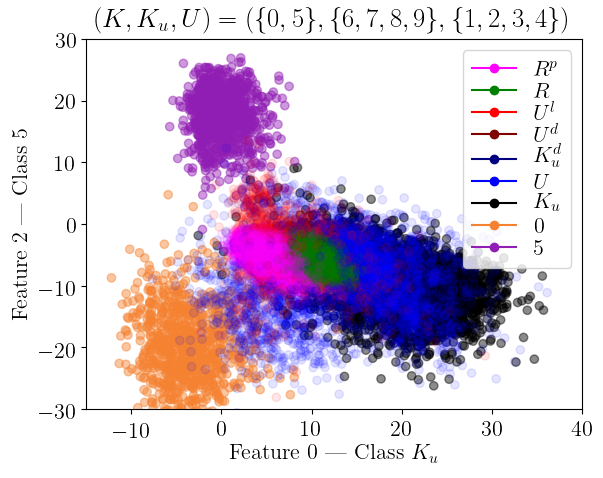 (K, K_u, U) = ({0, 5}, {6, 7, 8, 9}, {1, 2, 3, 4})
30
20
10
0
−10
−20
−30
Feature 2 — Class 5
R^p
R
U^l
U^d
K_u^d
U
K_u
0
5
−10
0
10
20
30
40
Feature 0 — Class K_u